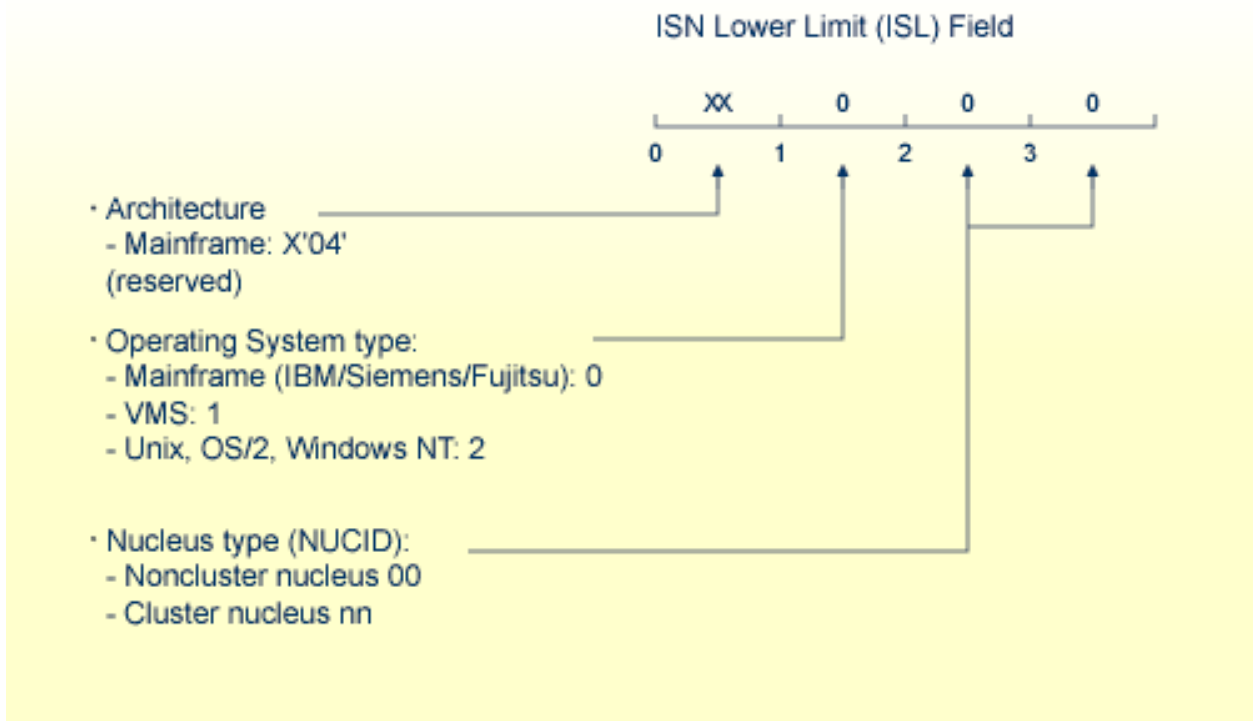 ISN Lower Limit (ISL) Field
XX 0 0 0
0 1 2 3
· Architecture
- Mainframe: X'04'
(reserved)
· Operating System type:
- Mainframe (IBM/Siemens/Fujitsu): 0
- VMS: 1
- Unix, OS/2, Windows NT: 2
· Nucleus type (NUCID):
- Noncluster nucleus 00
- Cluster nucleus nn